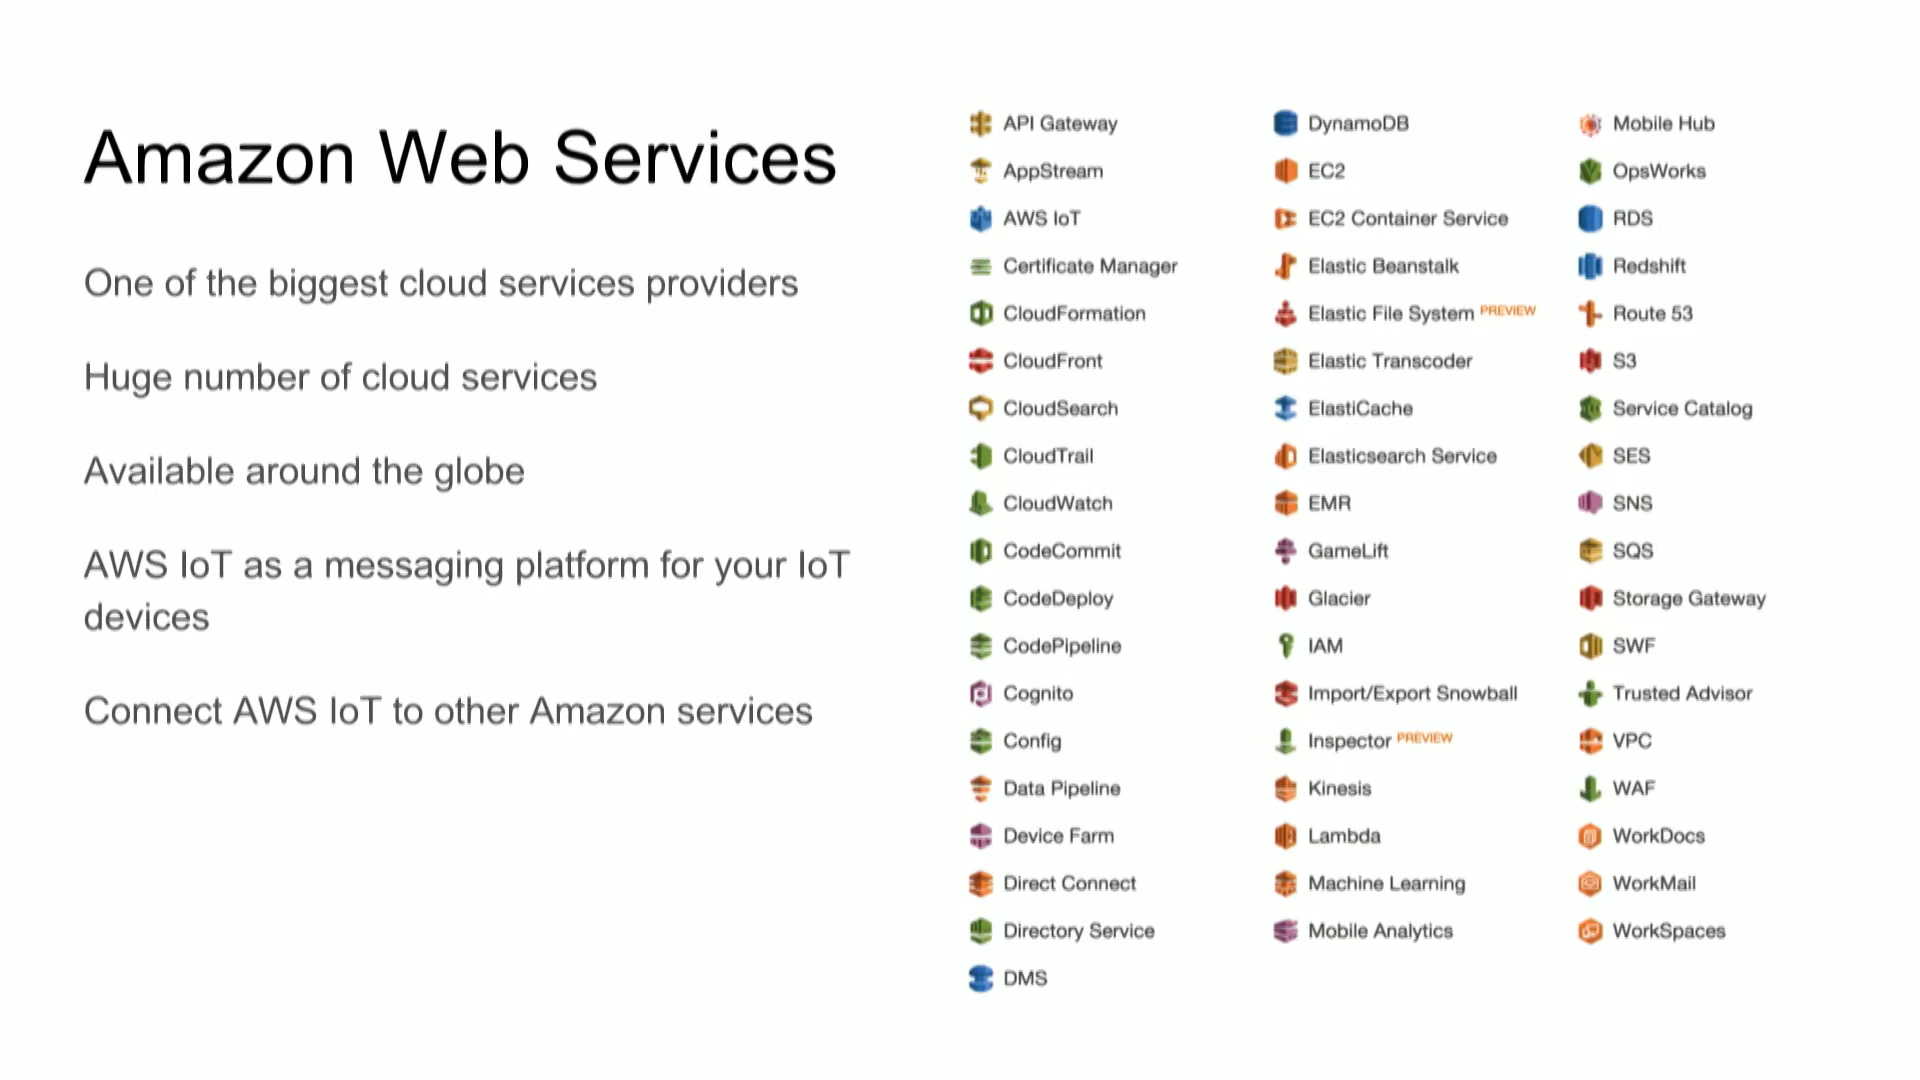 Amazon Web Services
One of the biggest cloud services providers
Huge number of cloud services
Available around the globe
AWS IoT as a messaging platform for your IoT
devices
Connect AWS IoT to other Amazon services
API Gateway
AppStream
AWS IoT
Certificate Manager
CloudFormation
CloudFront
CloudSearch
CloudTrail
CloudWatch
CodeCommit
CodeDeploy
CodePipeline
Cognito
Config
Data Pipeline
Device Farm
Direct Connect
Directory Service
DMS
DynamoDB
EC2
EC2 Container Service
Elastic Beanstalk
Elastic File System PREVIEW
Elastic Transcoder
ElastiCache
Elasticsearch Service
EMR
GameLift
Glacier
IAM
Import/Export Snowball
Inspector PREVIEW
Kinesis
Lambda
Machine Learning
Mobile Analytics
Mobile Hub
OpsWorks
RDS
Redshift
Route 53
S3
Service Catalog
SES
SNS
SQS
Storage Gateway
SWF
Trusted Advisor
VPC
WAF
WorkDocs
WorkMail
WorkSpaces